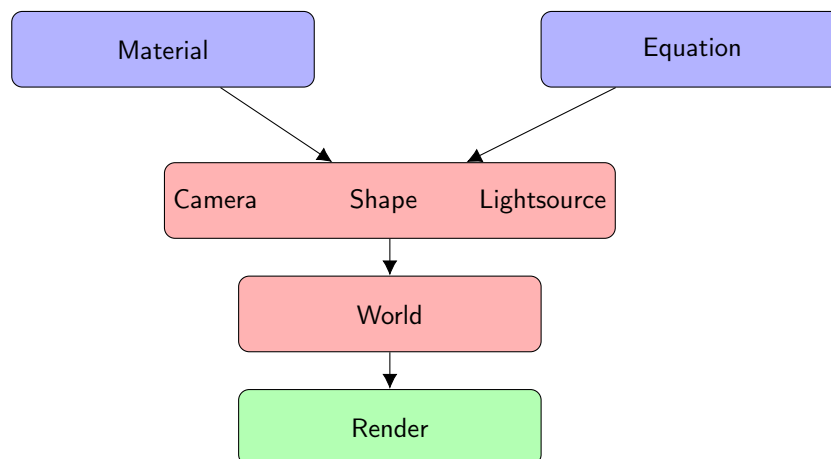 Material
Equation
Camera Shape Lightsource
World
Render